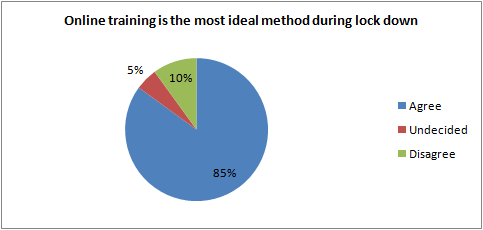 Online training is the most ideal method during lock down
5%
10%
85%
Agree
Undecided
Disagree